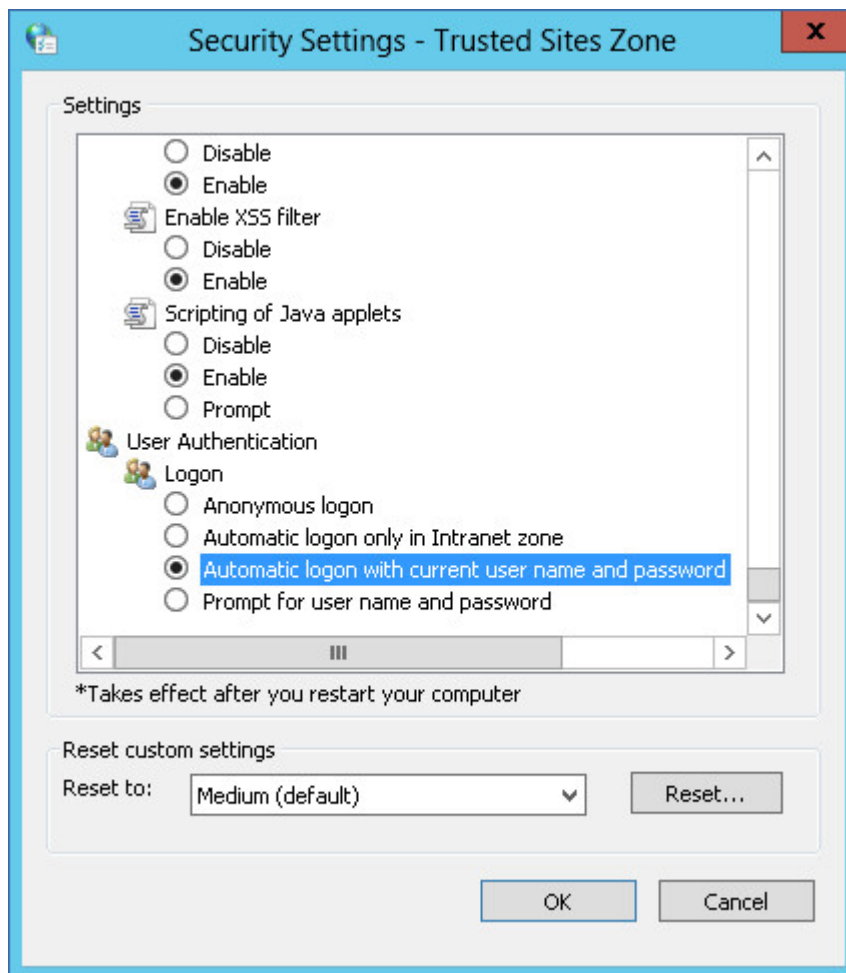 Security Settings - Trusted Sites Zone
x
Settings
Disable
Enable
Enable XSS filter
Disable
Enable
Scripting of Java applets
Disable
Enable
Prompt
User Authentication
Logon
Anonymous logon
Automatic logon only in Intranet zone
Automatic logon with current user name and password
Prompt for user name and password
*Takes effect after you restart your computer
Reset custom settings
Reset to: Medium (default) Reset...
OK Cancel